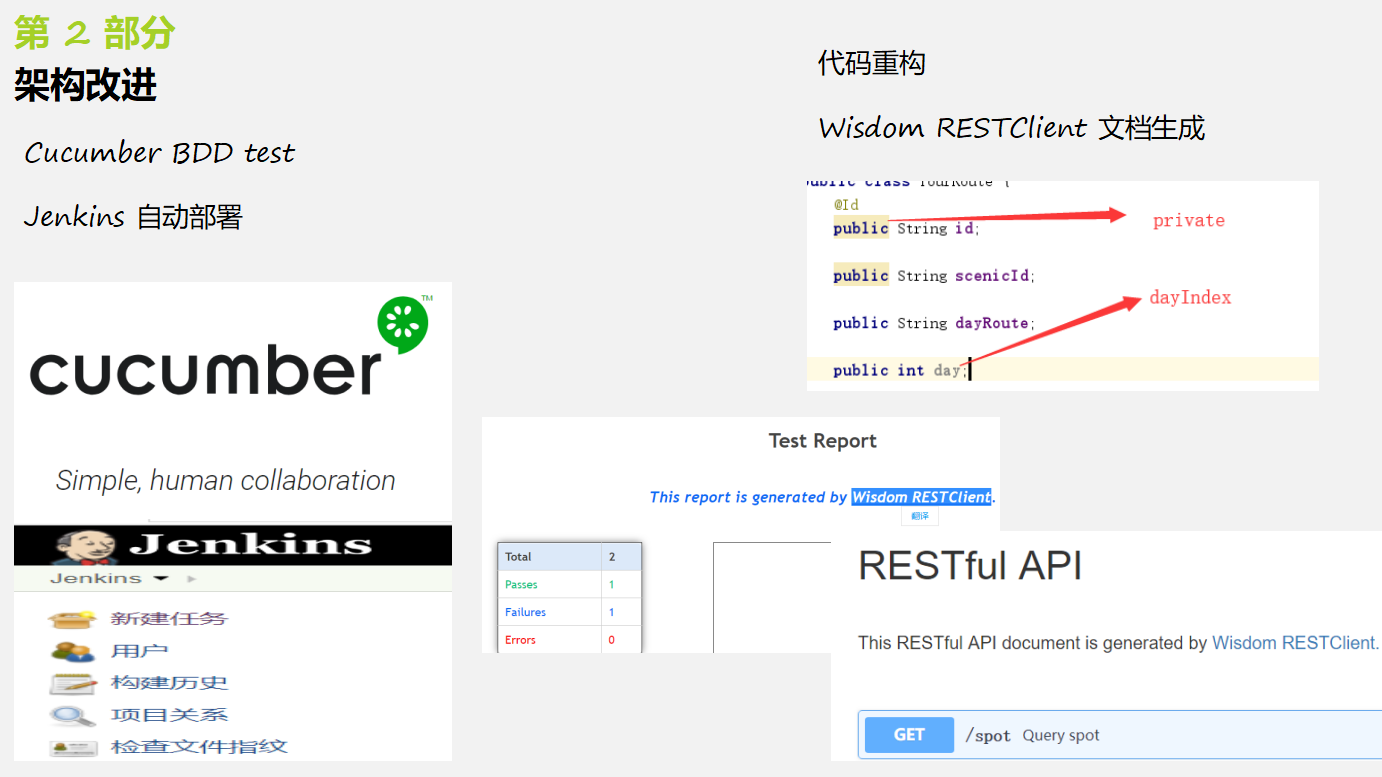 第 2 部分
架构改进
Cucumber BDD test
Jenkins 自动部署
代码重构
Wisdom RESTClient 文档生成
public class TourRoute {
@Id
public String id;
private
public String scenicId;
dayIndex
public String dayRoute;
public int day;
cucumber
TM
Simple, human collaboration
Jenkins
Jenkins
新建任务
用户
构建历史
项目关系
检查文件指纹
Test Report
This report is generated by Wisdom RESTClient.
翻译
Total 2
Passes 1
Failures 1
Errors 0
RESTful API
This RESTful API document is generated by Wisdom RESTClient.
GET /spot Query spot